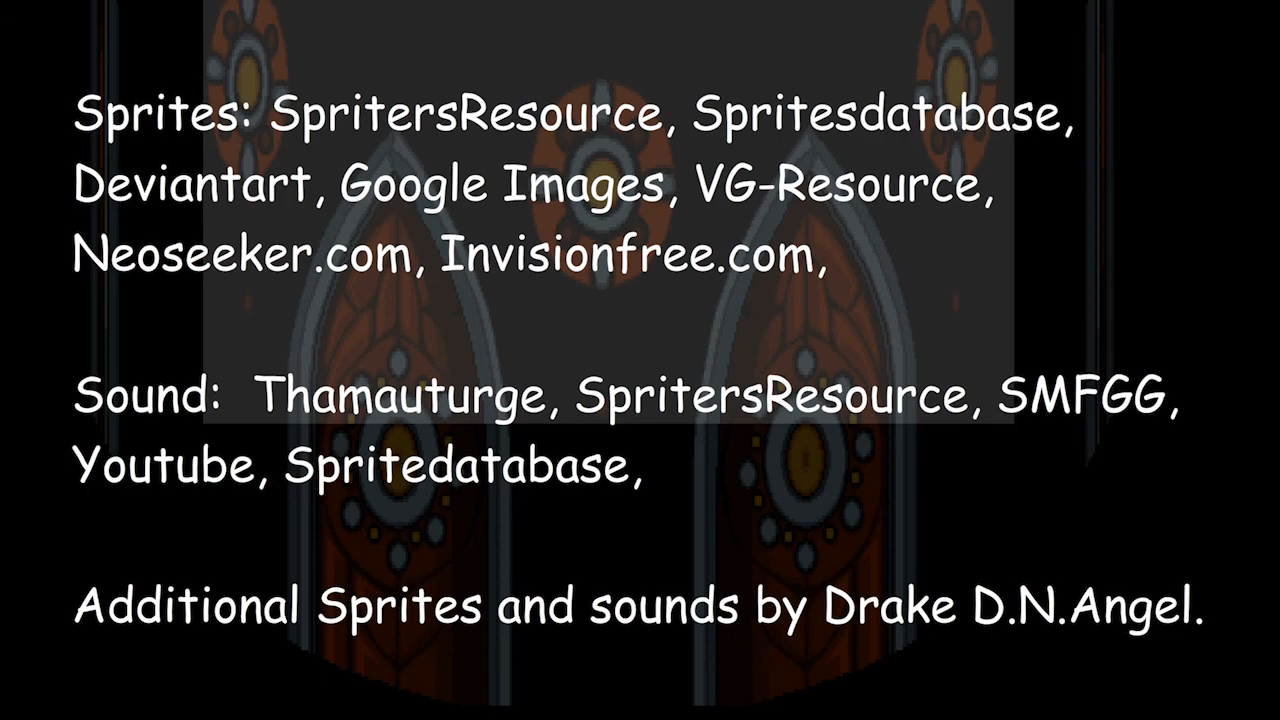 Sprites: SpritersResource, Spritesdatabase,
Deviantart, Google Images, VG-Resource,
Neoseeker.com, Invisionfree.com,
Sound:  Thamauturge, SpritersResource, SMFGG,
Youtube, Spritedatabase,
Additional Sprites and sounds by Drake D.N.Angel.